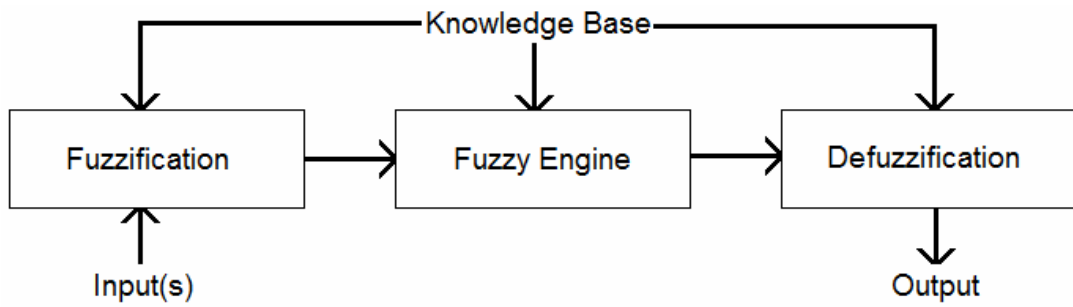 Knowledge Base
Fuzzification
Fuzzy Engine
Defuzzification
Input(s)
Output